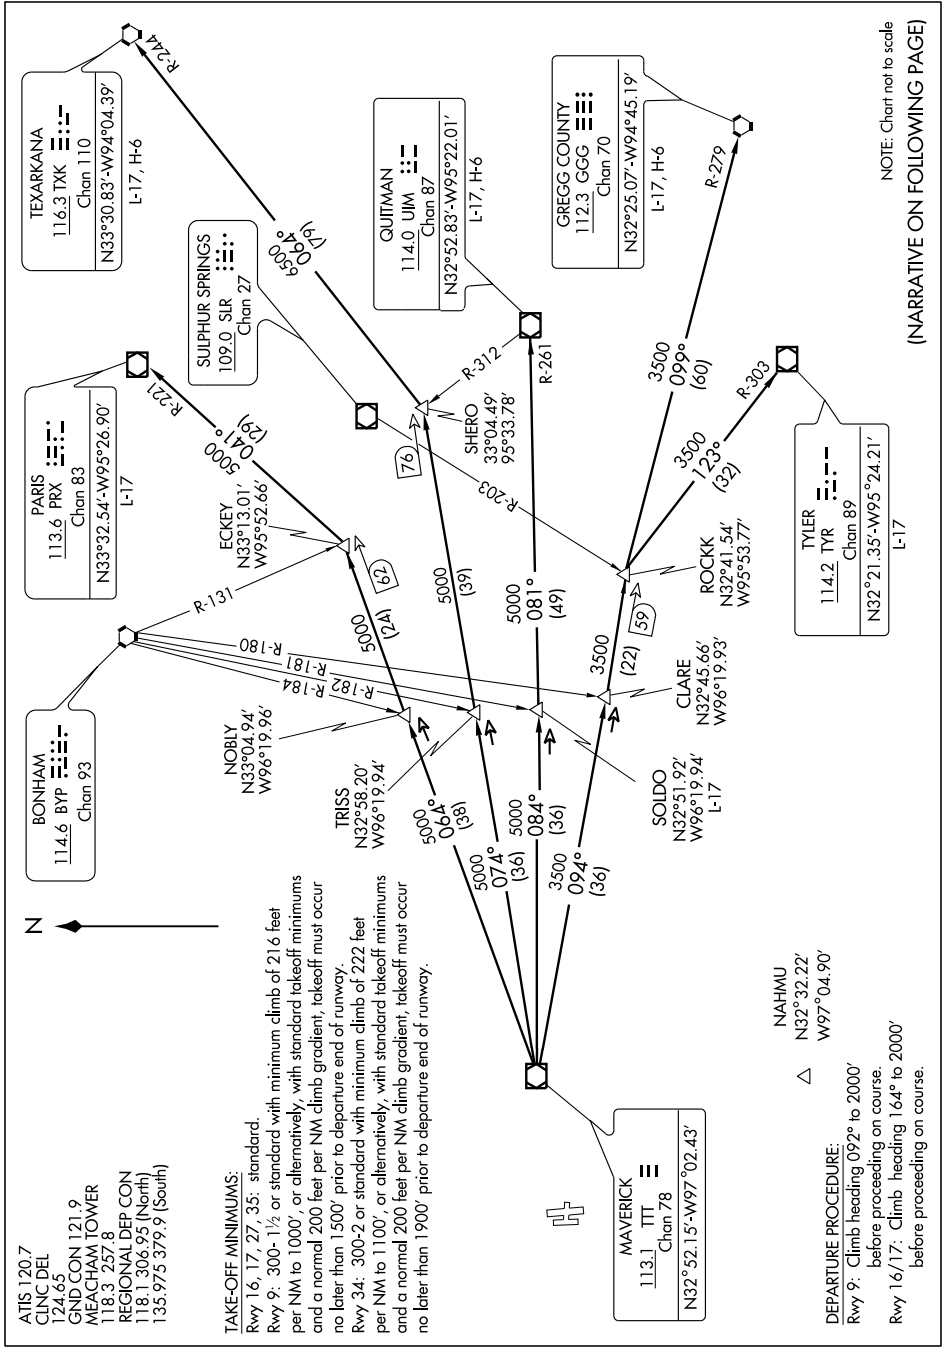 ATIS 120.7
CLNC DEL
124.65
GND CON 121.9
MEACHAM TOWER
118.3 257.8
REGIONAL DEP CON
118.1 306.95 (North)
135.975 379.9 (South)
TAKE-OFF MINIMUMS:
Rwy 16, 17, 27, 35: standard.
Rwy 9: 300- 1½ or standard with minimum climb of 216 feet
per NM to 1000′, or alternatively, with standard takeoff minimums
and a normal 200 feet per NM climb gradient, takeoff must occur
no later than 1500′ prior to departure end of runway.
Rwy 34: 300-2 or standard with minimum climb of 222 feet
per NM to 1100′, or alternatively, with standard takeoff minimums
and a normal 200 feet per NM climb gradient, takeoff must occur
no later than 1900′ prior to departure end of runway.
N
BONHAM
114.6 BYP
Chan 93
PARIS
113.6 PRX
Chan 83
N33°32.54′-W95°26.90′
L-17
TEXARKANA
116.3 TXK
Chan 110
N33°30.83′-W94°04.39′
L-17, H-6
SULPHUR SPRINGS
109.0 SLR
Chan 27
QUITMAN
114.0 UIM
Chan 87
N32°52.83′-W95°22.01′
L-17, H-6
GREGG COUNTY
112.3 GGG
Chan 70
N32°25.07′-W94°45.19′
L-17, H-6
TYLER
114.2 TYR
Chan 89
N32°21.35′-W95°24.21′
L-17
MAVERICK
113.1 TTT
Chan 78
N32°52.15′-W97°02.43′
NAHMU
N32°32.22′
W97°04.90′
NOBLY
N33°04.94′
W96°19.96′
TRISS
N32°58.20′
W96°19.94′
SOLDO
N32°51.92′
W96°19.94′
L-17
CLARE
N32°45.66′
W96°19.93′
ECKEY
N33°13.01′
W95°52.66′
SHERO
33°04.49′
95°33.78′
ROCKK
N32°41.54′
W95°53.77′
R-131
R-180
R-181
R-182
R-184
R-221
R-244
R-312
R-261
R-203
R-279
R-303
5000
064°
(38)
5000
074°
(36)
5000
084°
(36)
3500
094°
(36)
5000
(24)
62
5000
041°
(29)
5000
(39)
76
6500
064°
(79)
5000
081°
(49)
3500
(22)
59
3500
099°
(60)
3500
123°
(32)
DEPARTURE PROCEDURE:
Rwy 9: Climb heading 092° to 2000′
before proceeding on course.
Rwy 16/17: Climb heading 164° to 2000′
before proceeding on course.
NOTE: Chart not to scale
(NARRATIVE ON FOLLOWING PAGE)